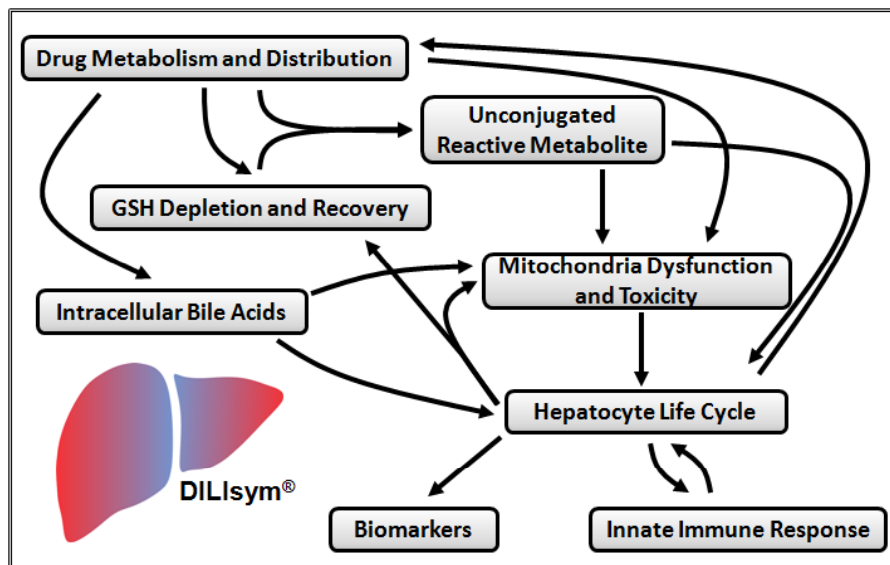 Drug Metabolism and Distribution
Unconjugated
Reactive Metabolite
GSH Depletion and Recovery
Mitochondria Dysfunction
and Toxicity
Intracellular Bile Acids
Hepatocyte Life Cycle
DILIsym®
Biomarkers
Innate Immune Response